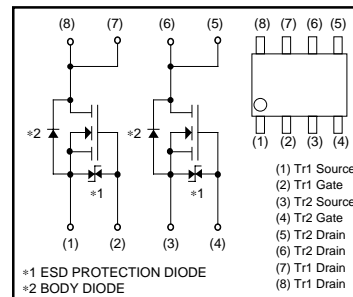 (8) (7) (6) (5) (8) (7) (6) (5)
∗2 ∗2
∗1 ∗1
(1) (2) (3) (4) (1) (2) (3) (4)
(1) Tr1 Source
(2) Tr1 Gate
(3) Tr2 Source
(4) Tr2 Gate
(5) Tr2 Drain
(6) Tr2 Drain
(7) Tr1 Drain
(8) Tr1 Drain
∗1 ESD PROTECTION DIODE
∗2 BODY DIODE